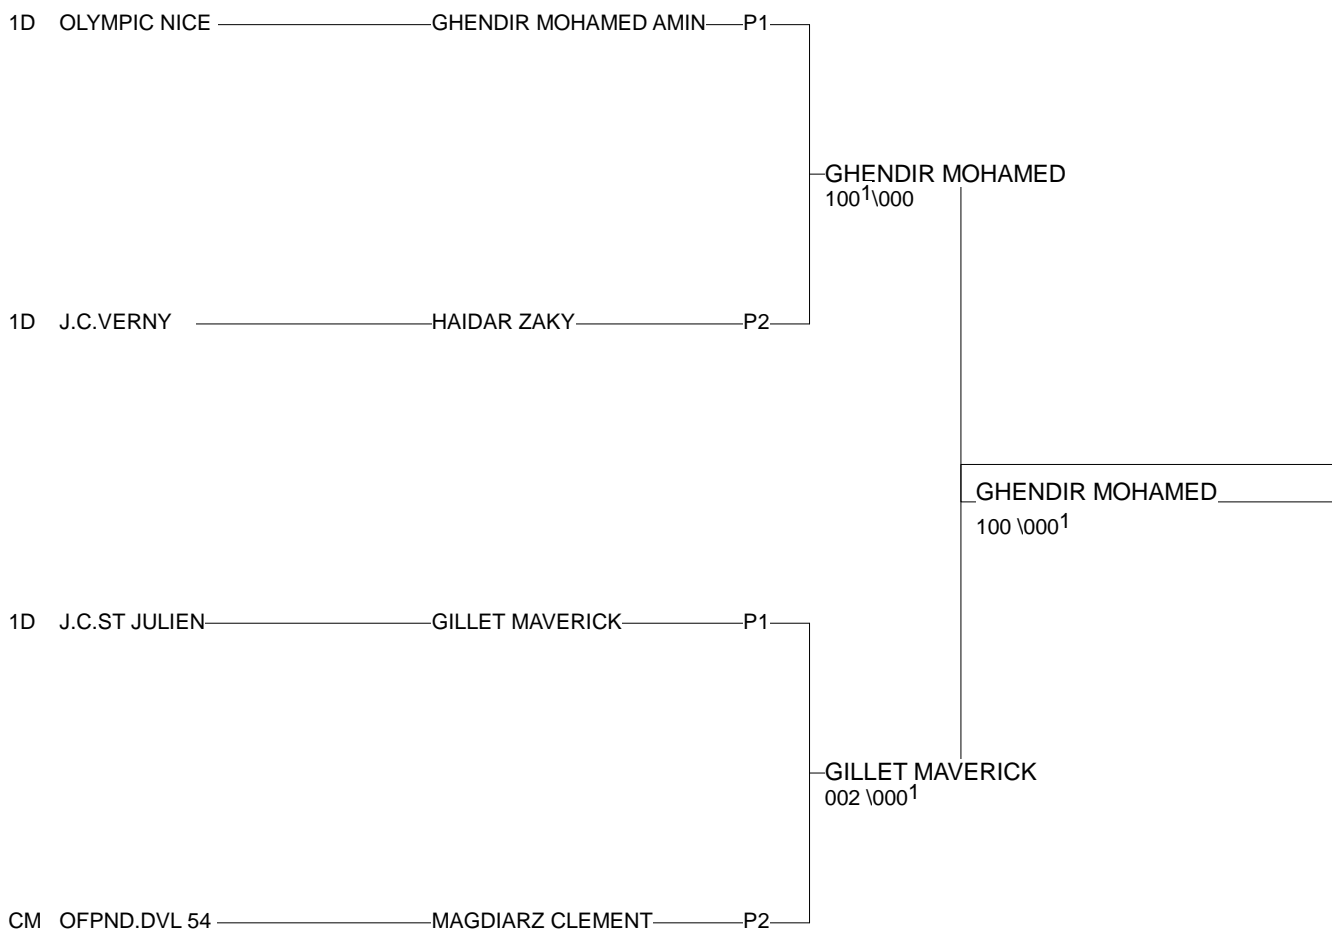 1D OLYMPIC NICE GHENDIR MOHAMED AMIN P1
GHENDIR MOHAMED
100¹\000
1D J.C.VERNY HAIDAR ZAKY P2
GHENDIR MOHAMED
100 \000¹
1D J.C.ST JULIEN GILLET MAVERICK P1
GILLET MAVERICK
002 \000¹
CM OFPND.DVL 54 MAGDIARZ CLEMENT P2